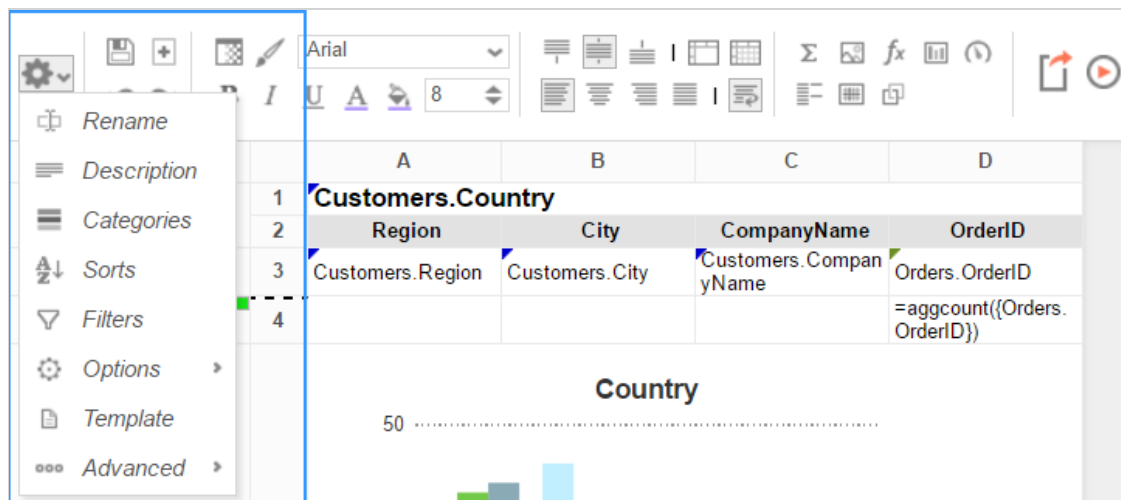 Arial
Σ
fx
B I U A 8
Rename
Description
Categories
Sorts
Filters
Options
Template
Advanced
A B C D
1 Customers.Country
2 Region City CompanyName OrderID
3 Customers.Region Customers.City Customers.Compan
yName Orders.OrderID
4 =aggcount({Orders.
OrderID})
Country
50